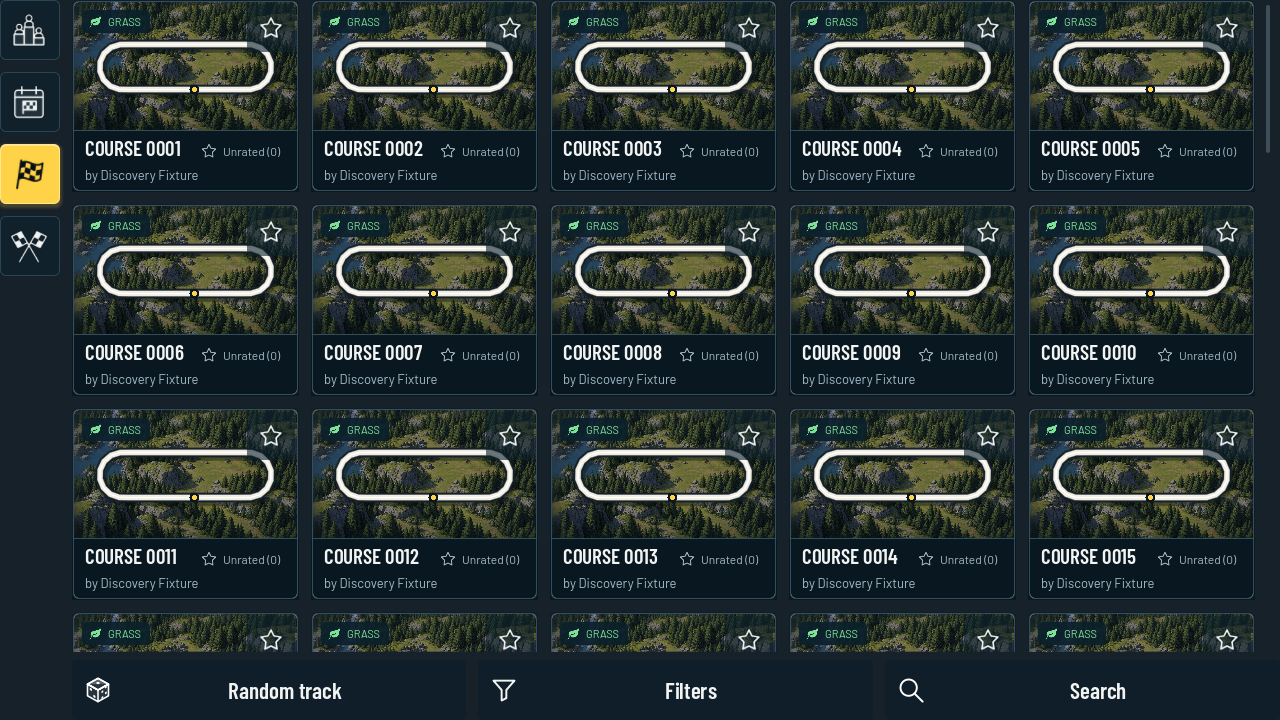 GRASS GRASS GRASS GRASS GRASS
COURSE 0001 Unrated (0) COURSE 0002 Unrated (0) COURSE 0003 Unrated (0) COURSE 0004 Unrated (0) COURSE 0005 Unrated (0)
by Discovery Fixture by Discovery Fixture by Discovery Fixture by Discovery Fixture by Discovery Fixture
GRASS GRASS GRASS GRASS GRASS
COURSE 0006 Unrated (0) COURSE 0007 Unrated (0) COURSE 0008 Unrated (0) COURSE 0009 Unrated (0) COURSE 0010 Unrated (0)
by Discovery Fixture by Discovery Fixture by Discovery Fixture by Discovery Fixture by Discovery Fixture
GRASS GRASS GRASS GRASS GRASS
COURSE 0011 Unrated (0) COURSE 0012 Unrated (0) COURSE 0013 Unrated (0) COURSE 0014 Unrated (0) COURSE 0015 Unrated (0)
by Discovery Fixture by Discovery Fixture by Discovery Fixture by Discovery Fixture by Discovery Fixture
GRASS GRASS GRASS GRASS GRASS
Random track Filters Search